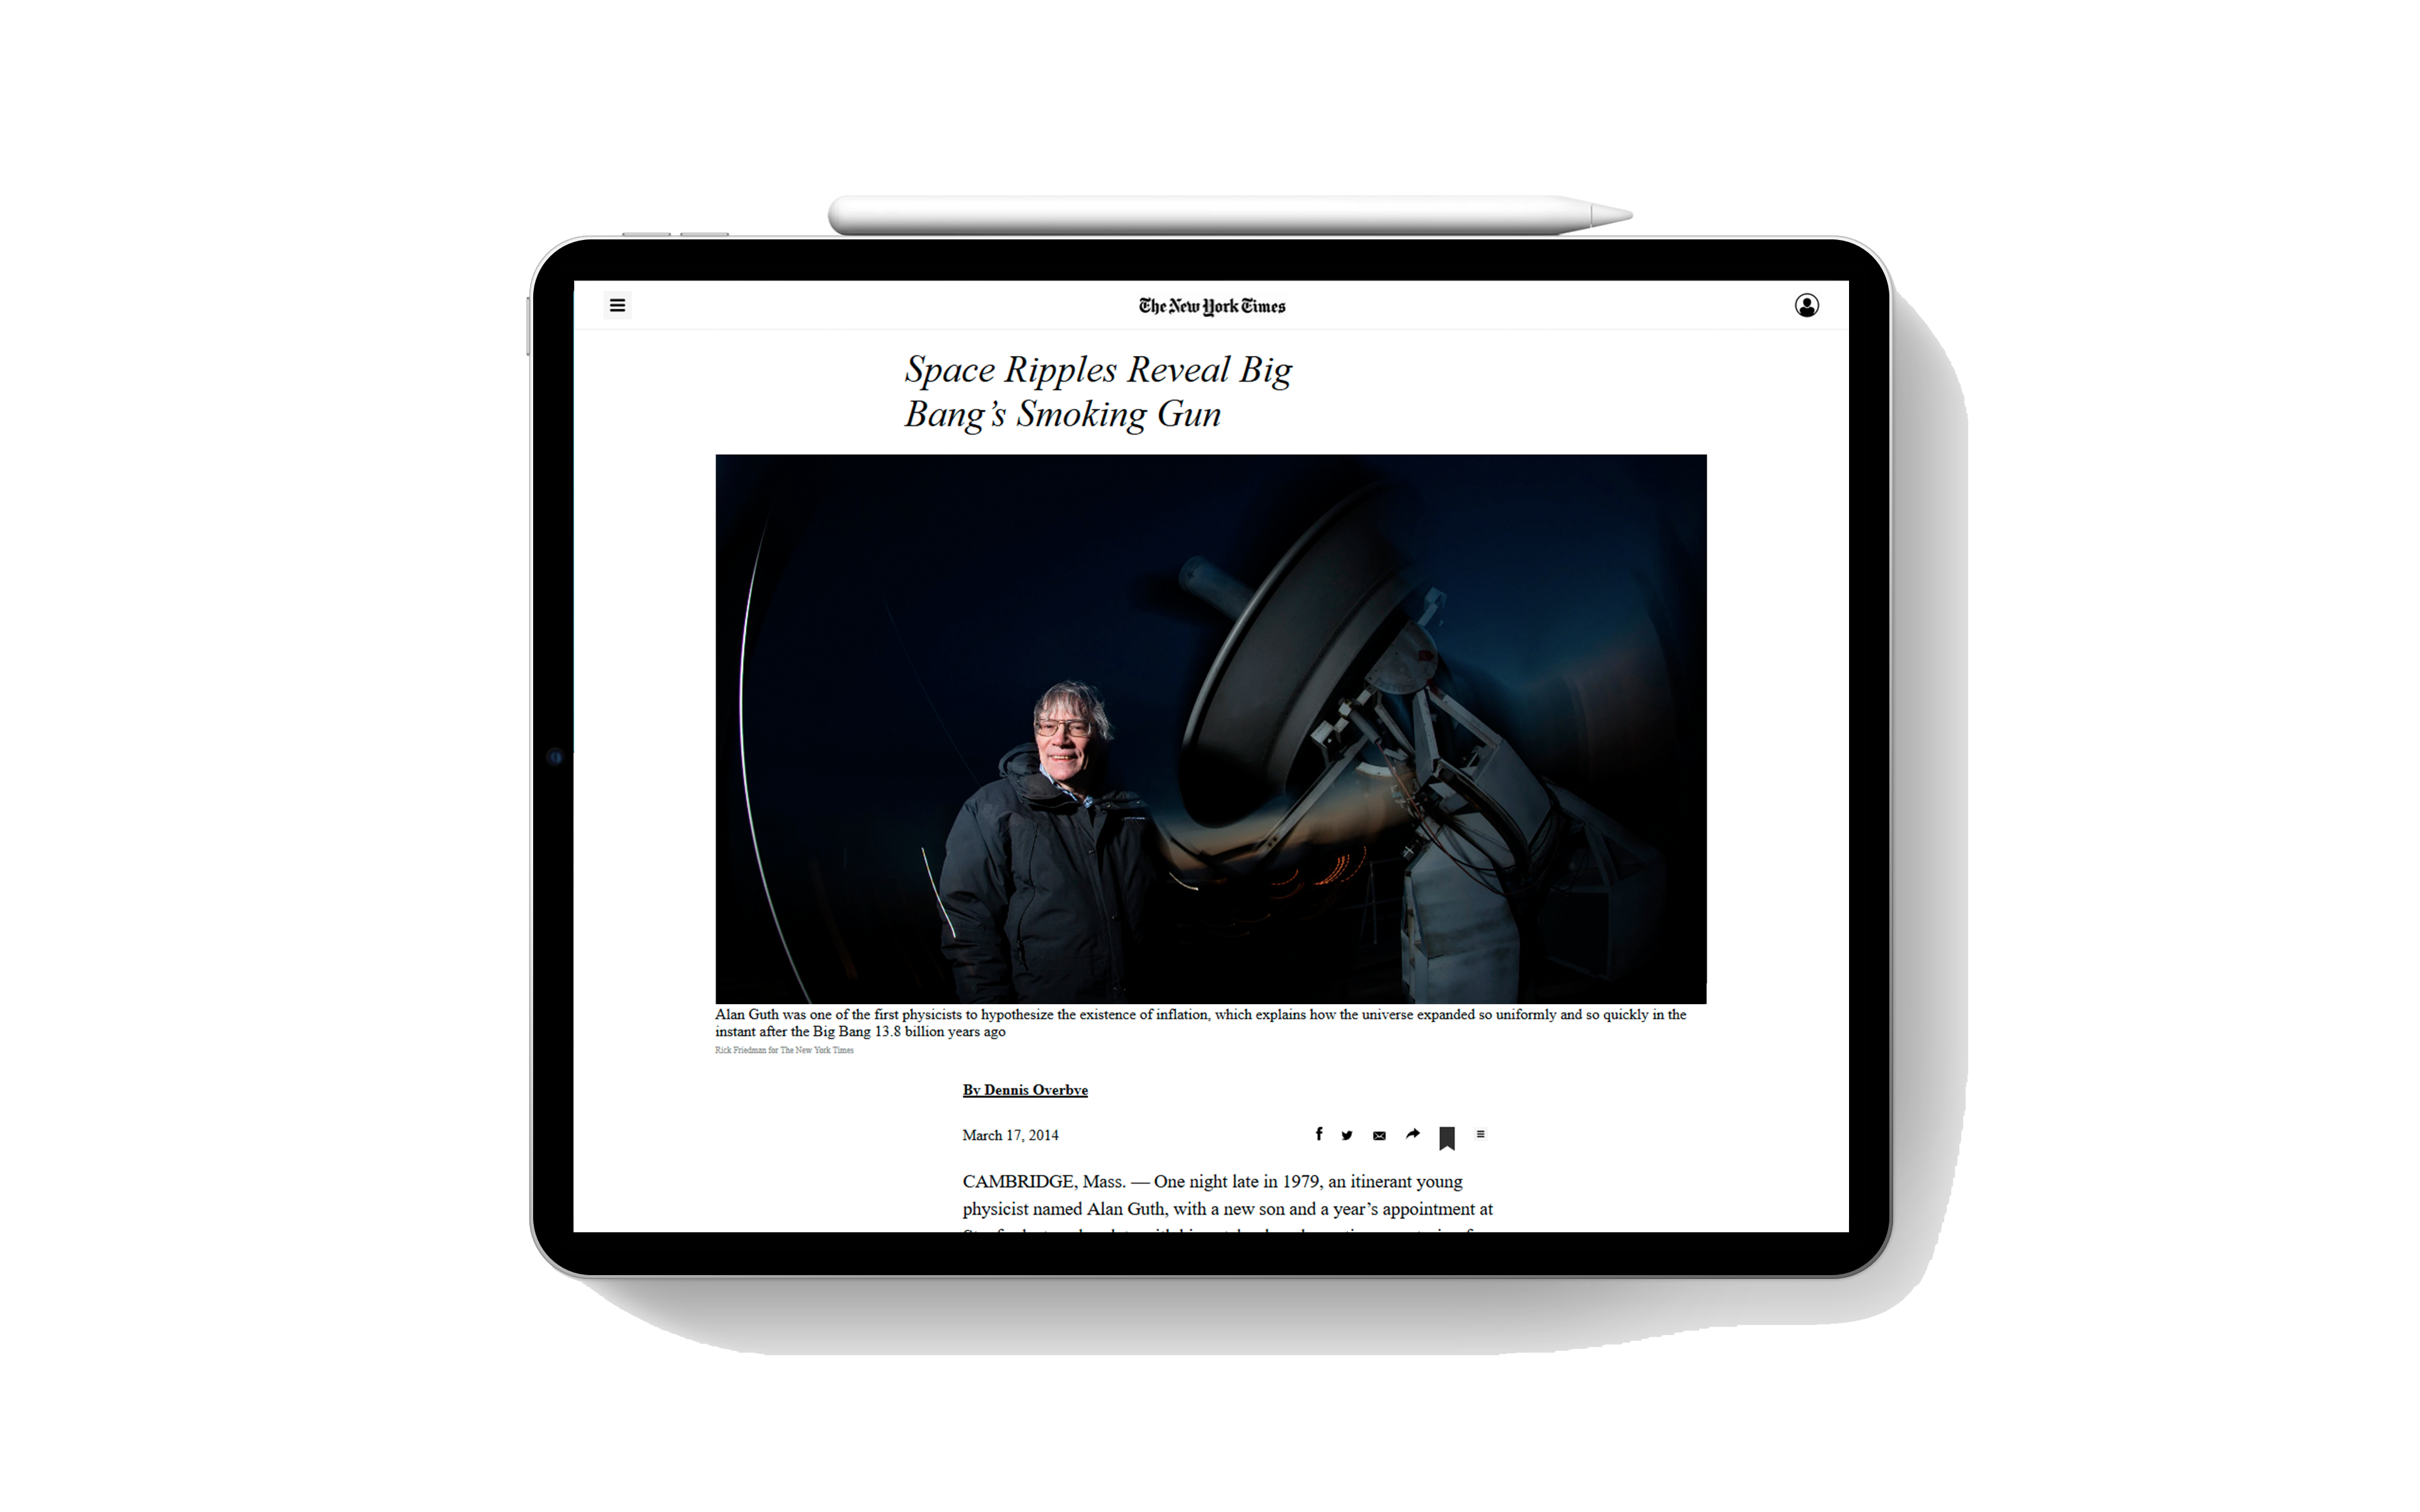 The New York Times
Space Ripples Reveal Big
Bang’s Smoking Gun
Alan Guth was one of the first physicists to hypothesize the existence of inflation, which explains how the universe expanded so uniformly and so quickly in the
instant after the Big Bang 13.8 billion years ago
Rick Friedman for The New York Times
By Dennis Overbye
March 17, 2014
CAMBRIDGE, Mass. — One night late in 1979, an itinerant young
physicist named Alan Guth, with a new son and a year’s appointment at